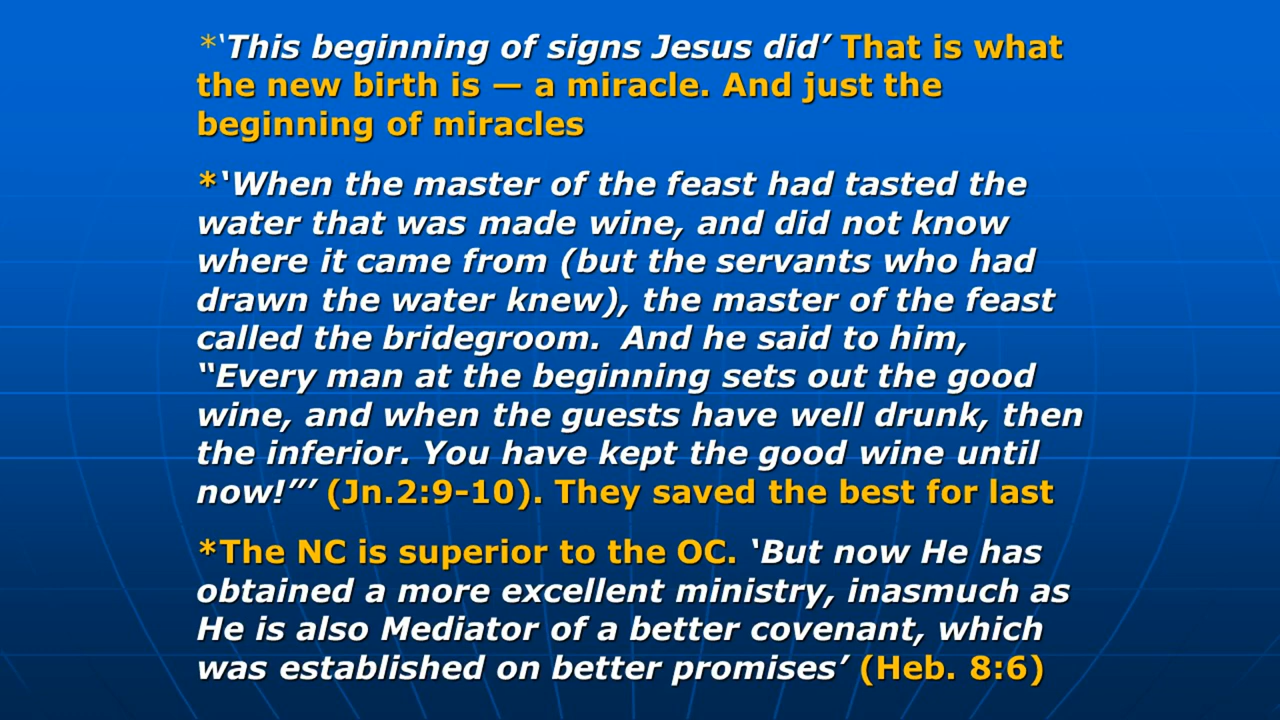 *‘This beginning of signs Jesus did’ That is what
the new birth is — a miracle. And just the
beginning of miracles
*‘When the master of the feast had tasted the
water that was made wine, and did not know
where it came from (but the servants who had
drawn the water knew), the master of the feast
called the bridegroom.  And he said to him,
“Every man at the beginning sets out the good
wine, and when the guests have well drunk, then
the inferior. You have kept the good wine until
now!”’ (Jn.2:9-10). They saved the best for last
*The NC is superior to the OC. ‘But now He has
obtained a more excellent ministry, inasmuch as
He is also Mediator of a better covenant, which
was established on better promises’ (Heb. 8:6)